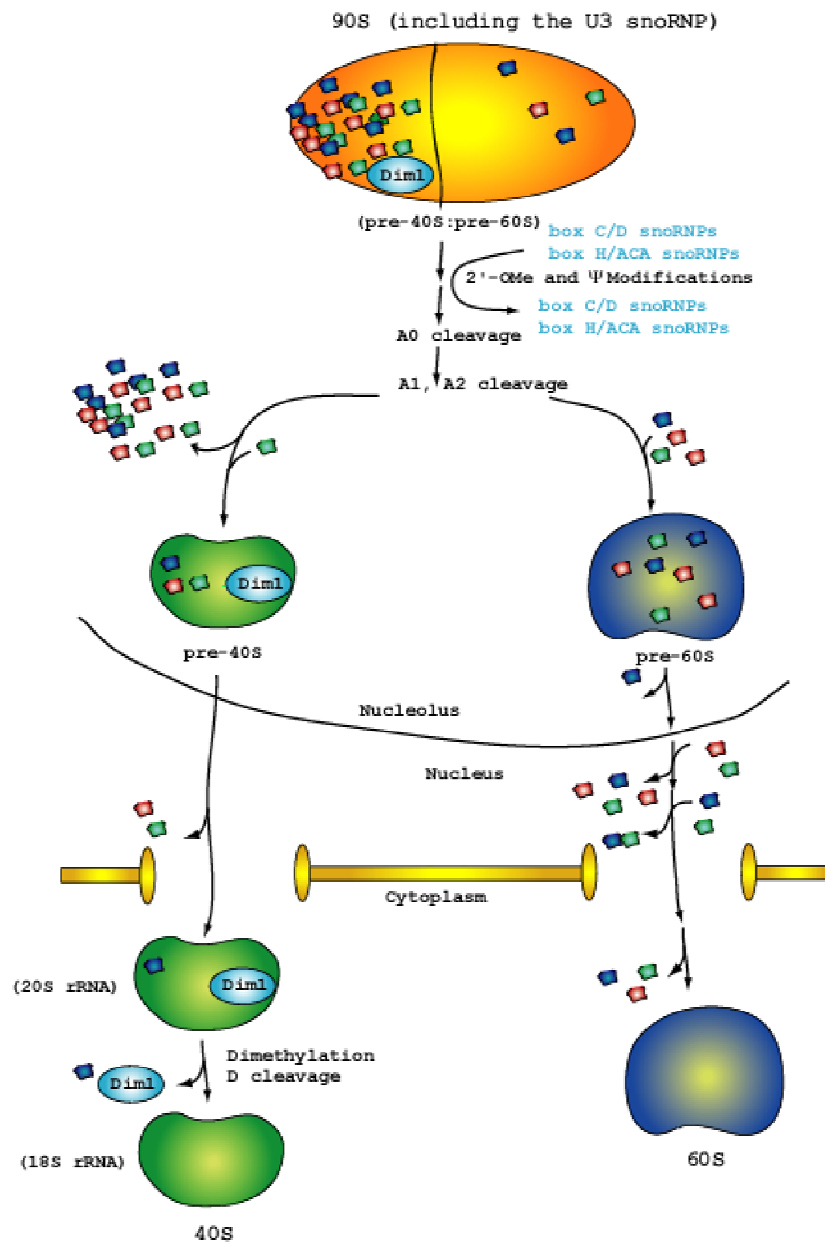 90S (including the U3 snoRNP)
Dim1
(pre-40S:pre-60S)
box C/D snoRNPs
box H/ACA snoRNPs
2'-OMe and Ψ Modifications
box C/D snoRNPs
box H/ACA snoRNPs
A0 cleavage
A1, A2 cleavage
Dim1
pre-40S
pre-60S
Nucleolus
Nucleus
Cytoplasm
(20S rRNA)
Dim1
Dimethylation
D cleavage
Dim1
(18S rRNA)
40S
60S